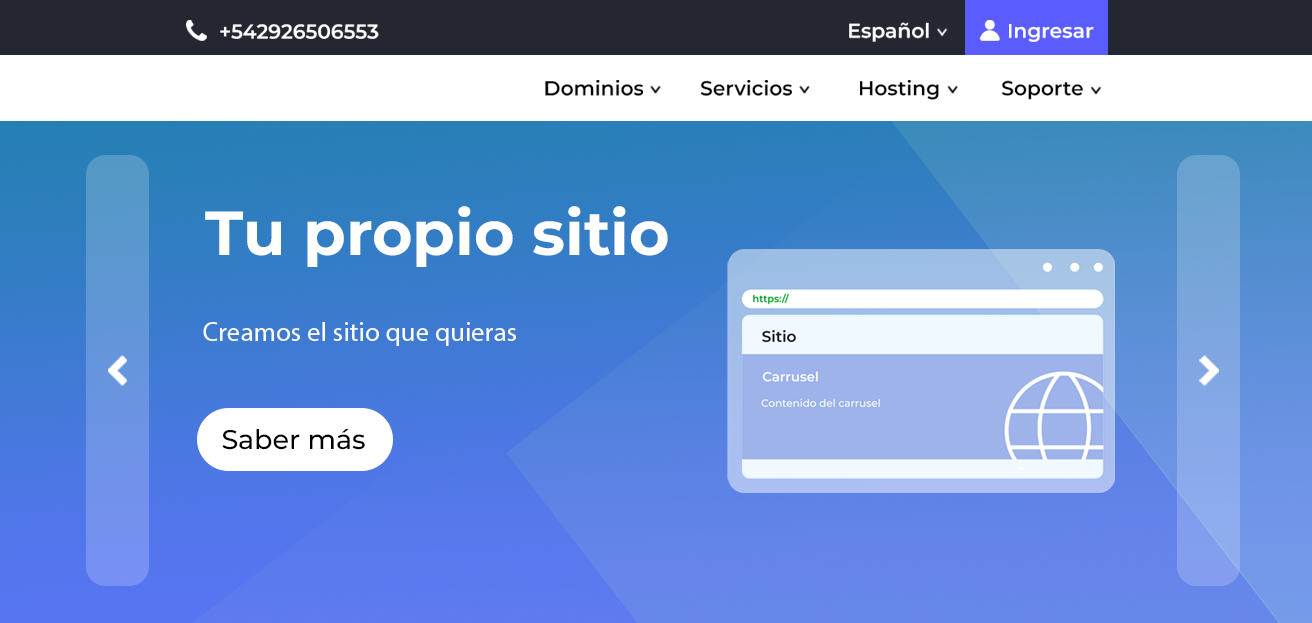 +542926506553
Español
Ingresar
Dominios
Servicios
Hosting
Soporte
Tu propio sitio
Creamos el sitio que quieras
Saber más
https://
Sitio
Carrusel
Contenido del carrusel